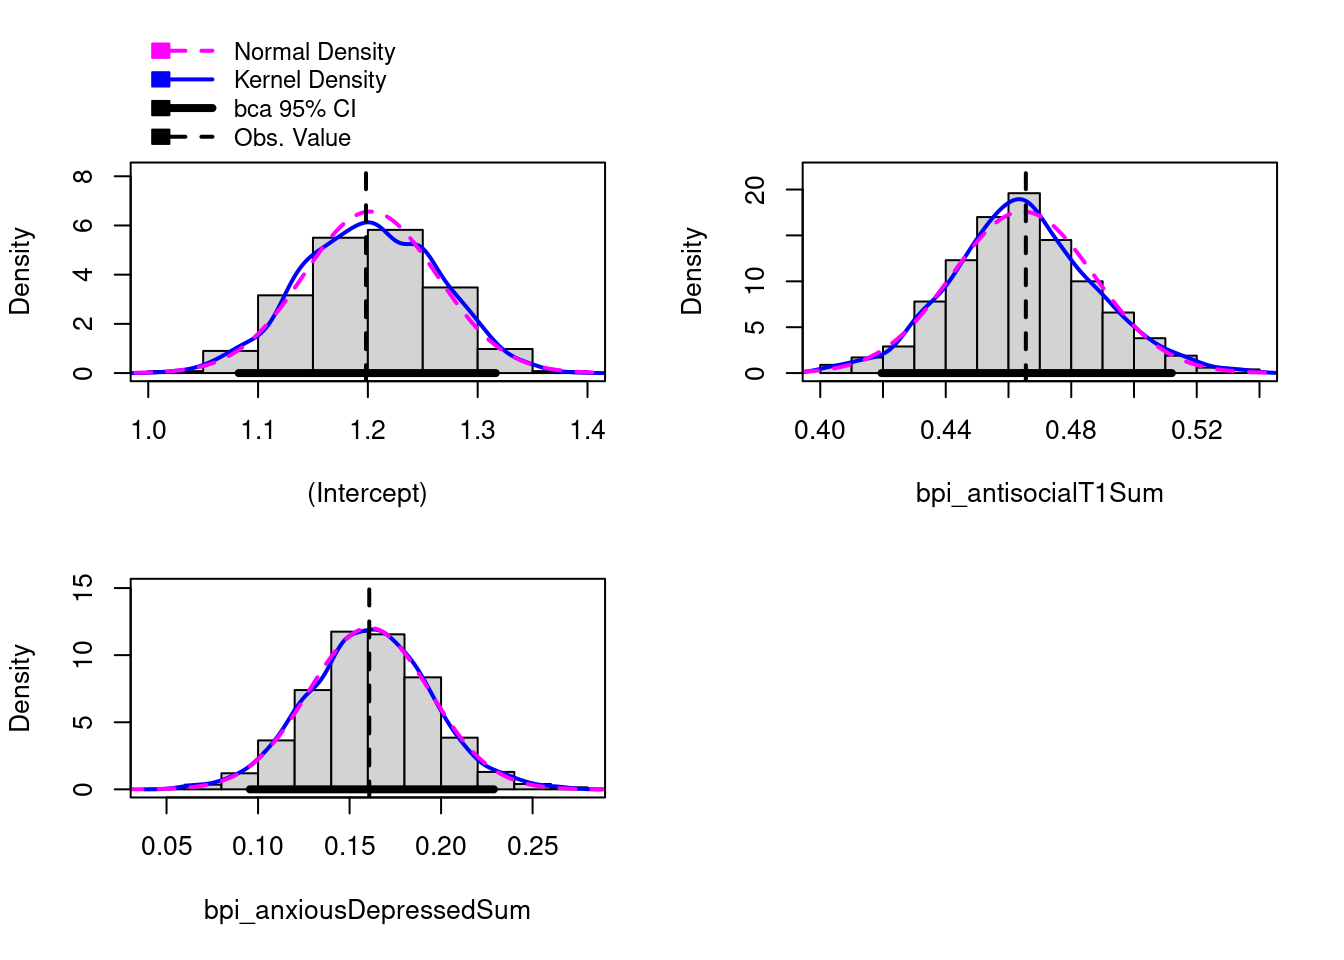 Normal Density
Kernel Density
bca 95% CI
Obs. Value
Density
0 2 4 6 8
1.0 1.1 1.2 1.3 1.4
(Intercept)
Density
0 5 10 20
0.40 0.44 0.48 0.52
bpi_antisocialT1Sum
Density
0 5 10 15
0.05 0.10 0.15 0.20 0.25
bpi_anxiousDepressedSum